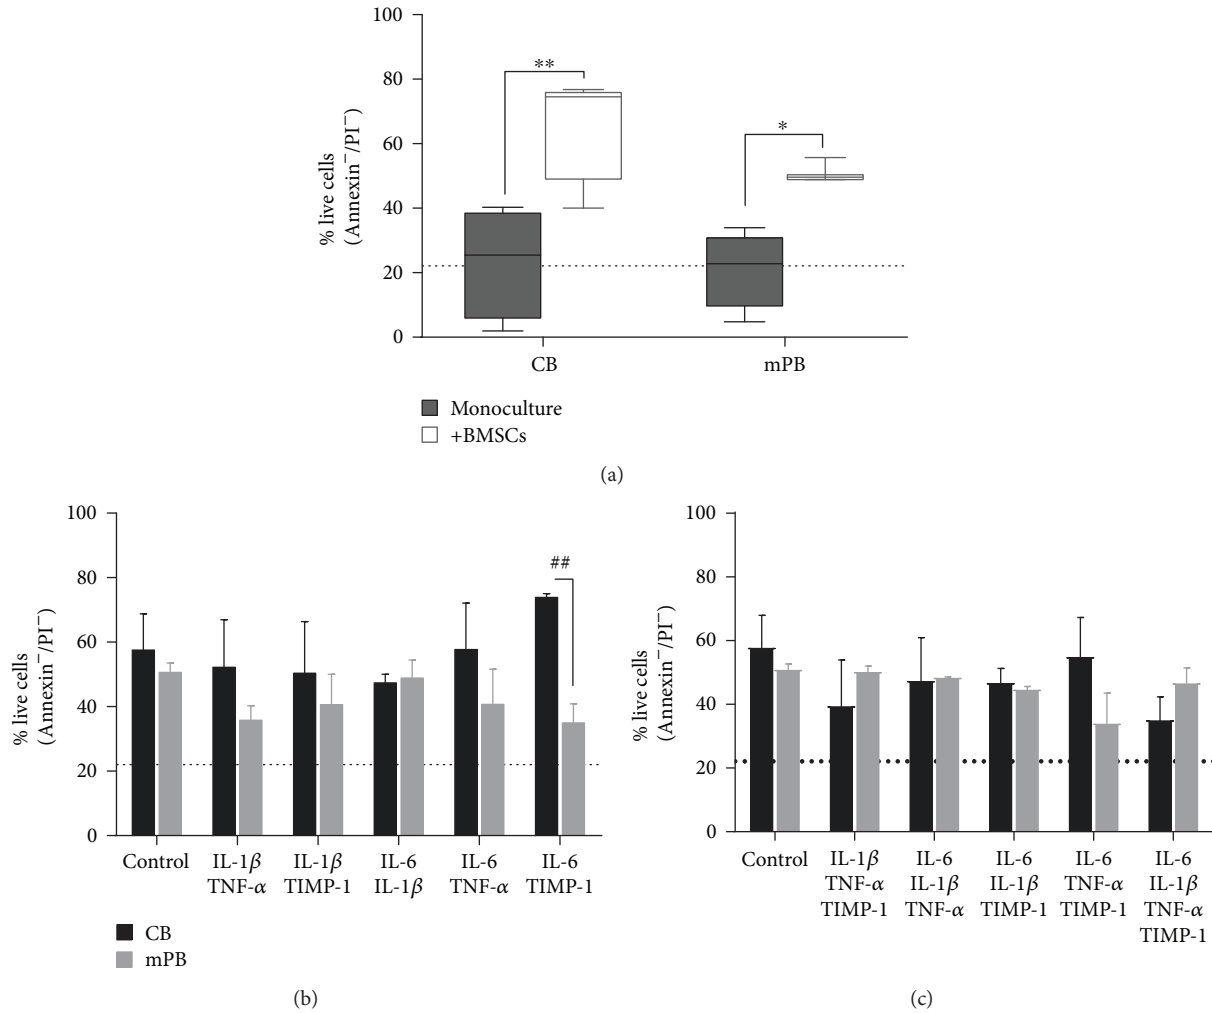 100
80
60
40
20
0
% live cells
(Annexin⁻/PI⁻)
**
*
CB
mPB
Monoculture
+BMSCs
(a)
100
80
60
40
20
0
% live cells
(Annexin⁻/PI⁻)
##
Control
IL-1β
TNF-α
IL-1β
TIMP-1
IL-6
IL-1β
IL-6
TNF-α
IL-6
TIMP-1
CB
mPB
(b)
100
80
60
40
20
0
% live cells
(Annexin⁻/PI⁻)
Control
IL-1β
TNF-α
TIMP-1
IL-6
IL-1β
TNF-α
IL-6
IL-1β
TIMP-1
IL-6
TNF-α
TIMP-1
IL-6
IL-1β
TNF-α
TIMP-1
(c)